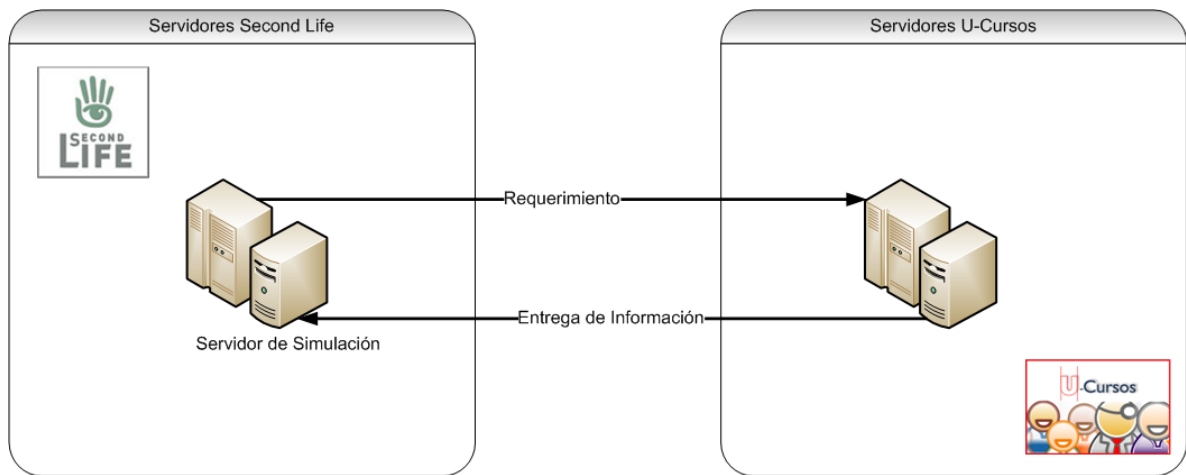 Servidores Second Life
Servidores U-Cursos
SECOND
LIFE
Requerimiento
Entrega de Información
Servidor de Simulación
U-Cursos